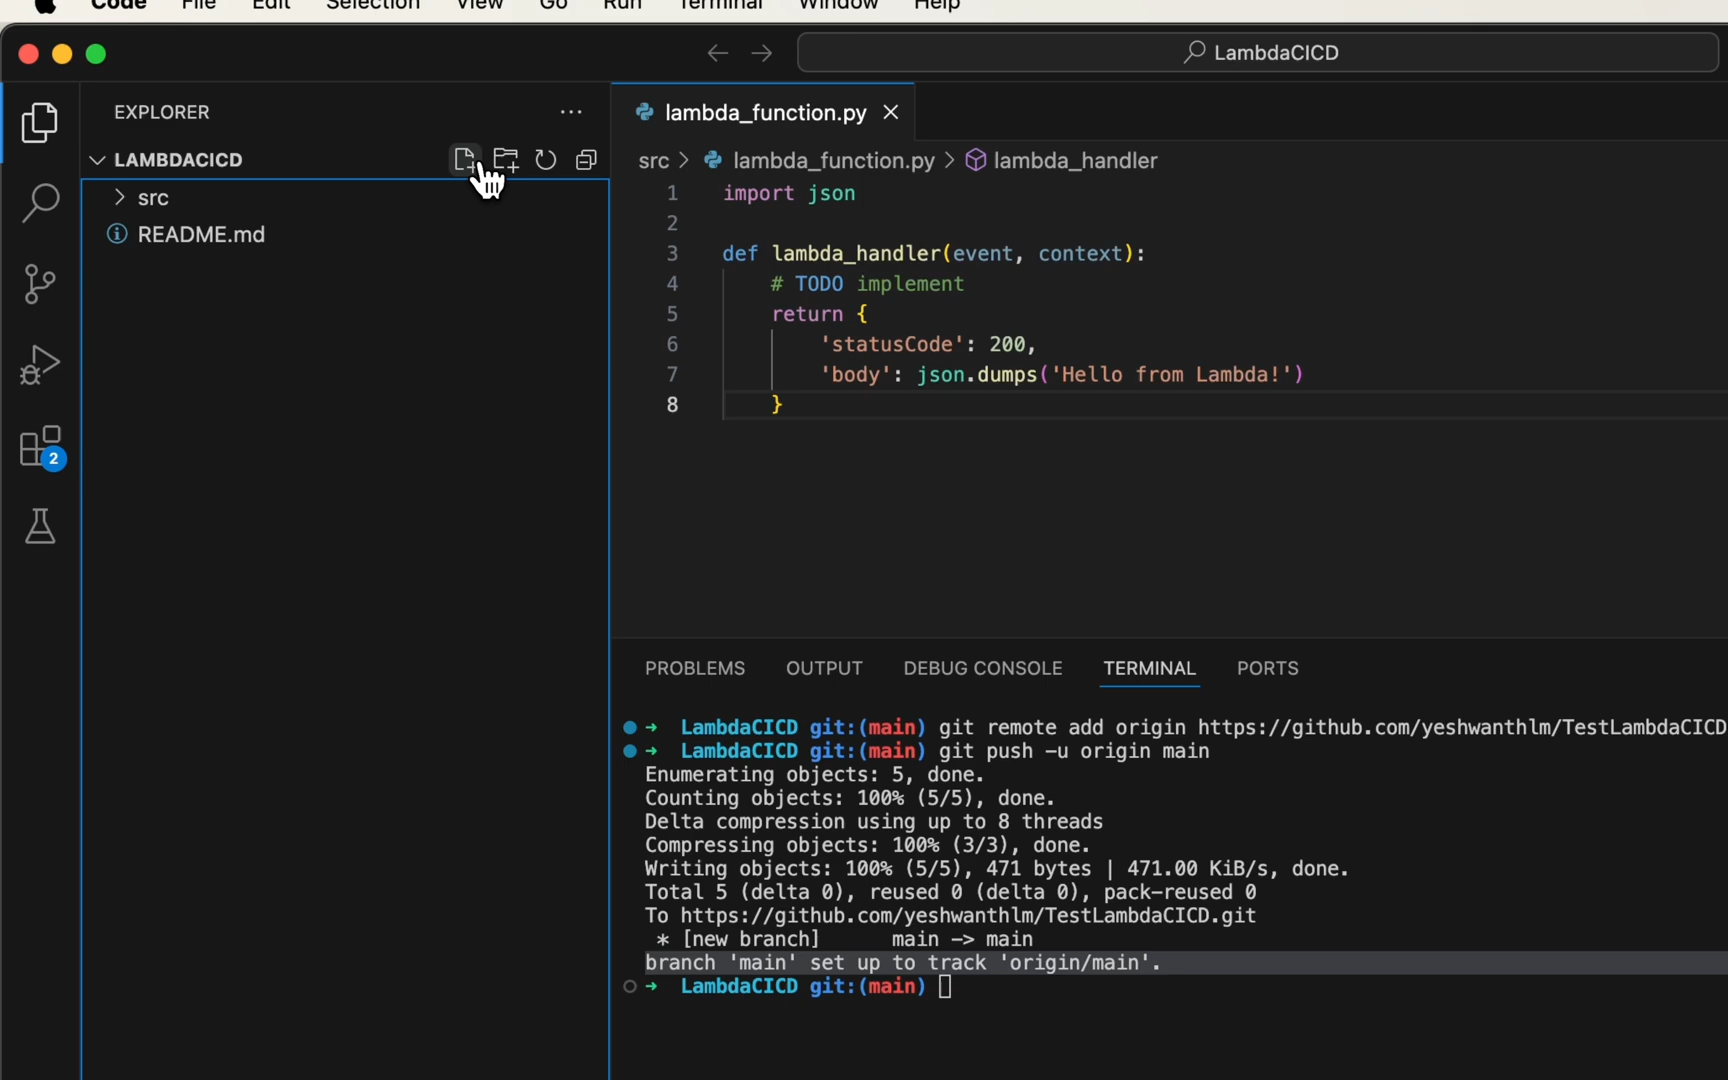 Code File Edit Selection View Go Run Terminal Window Help
LambdaCICD
EXPLORER
LAMBDACICD
src
README.md
2
lambda_function.py
src > lambda_function.py > lambda_handler
1 import json
2
3 def lambda_handler(event, context):
4 # TODO implement
5 return {
6 'statusCode': 200,
7 'body': json.dumps('Hello from Lambda!')
8 }
PROBLEMS OUTPUT DEBUG CONSOLE TERMINAL PORTS
➜ LambdaCICD git:(main) git remote add origin https://github.com/yeshwanthlm/TestLambdaCICD
➜ LambdaCICD git:(main) git push -u origin main
Enumerating objects: 5, done.
Counting objects: 100% (5/5), done.
Delta compression using up to 8 threads
Compressing objects: 100% (3/3), done.
Writing objects: 100% (5/5), 471 bytes | 471.00 KiB/s, done.
Total 5 (delta 0), reused 0 (delta 0), pack-reused 0
To https://github.com/yeshwanthlm/TestLambdaCICD.git
* [new branch] main -> main
branch 'main' set up to track 'origin/main'.
➜ LambdaCICD git:(main)